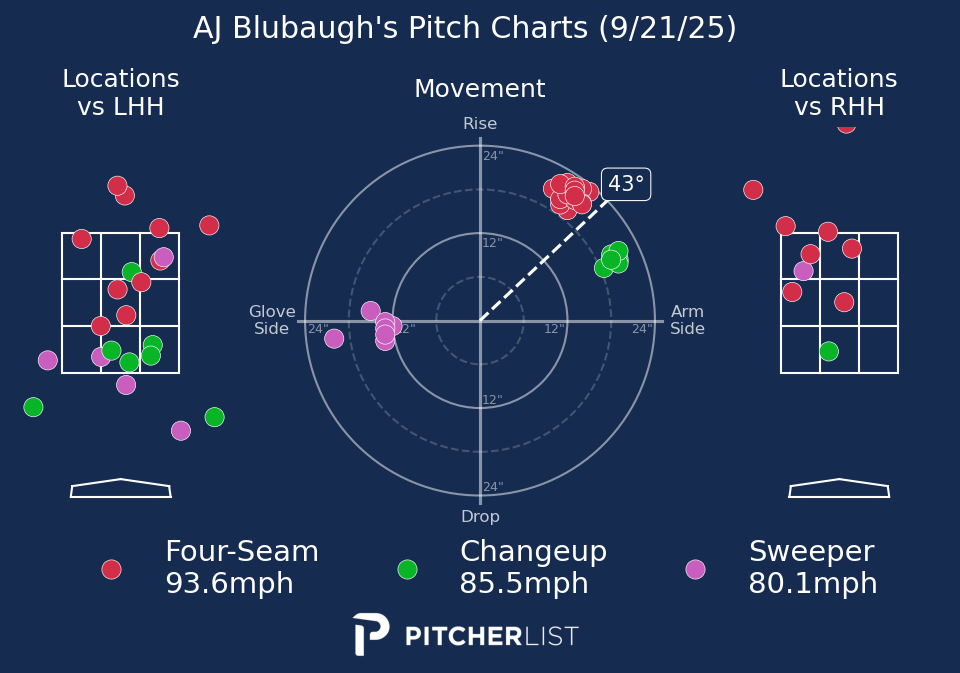 AJ Blubaugh's Pitch Charts (9/21/25)
Locations
vs LHH
Movement
Locations
vs RHH
Rise
24"
43°
12"
Glove
Side
24"
2"
12"
24"
Arm
Side
12"
24"
Drop
Four-Seam
93.6mph
Changeup
85.5mph
Sweeper
80.1mph
PITCHERLIST